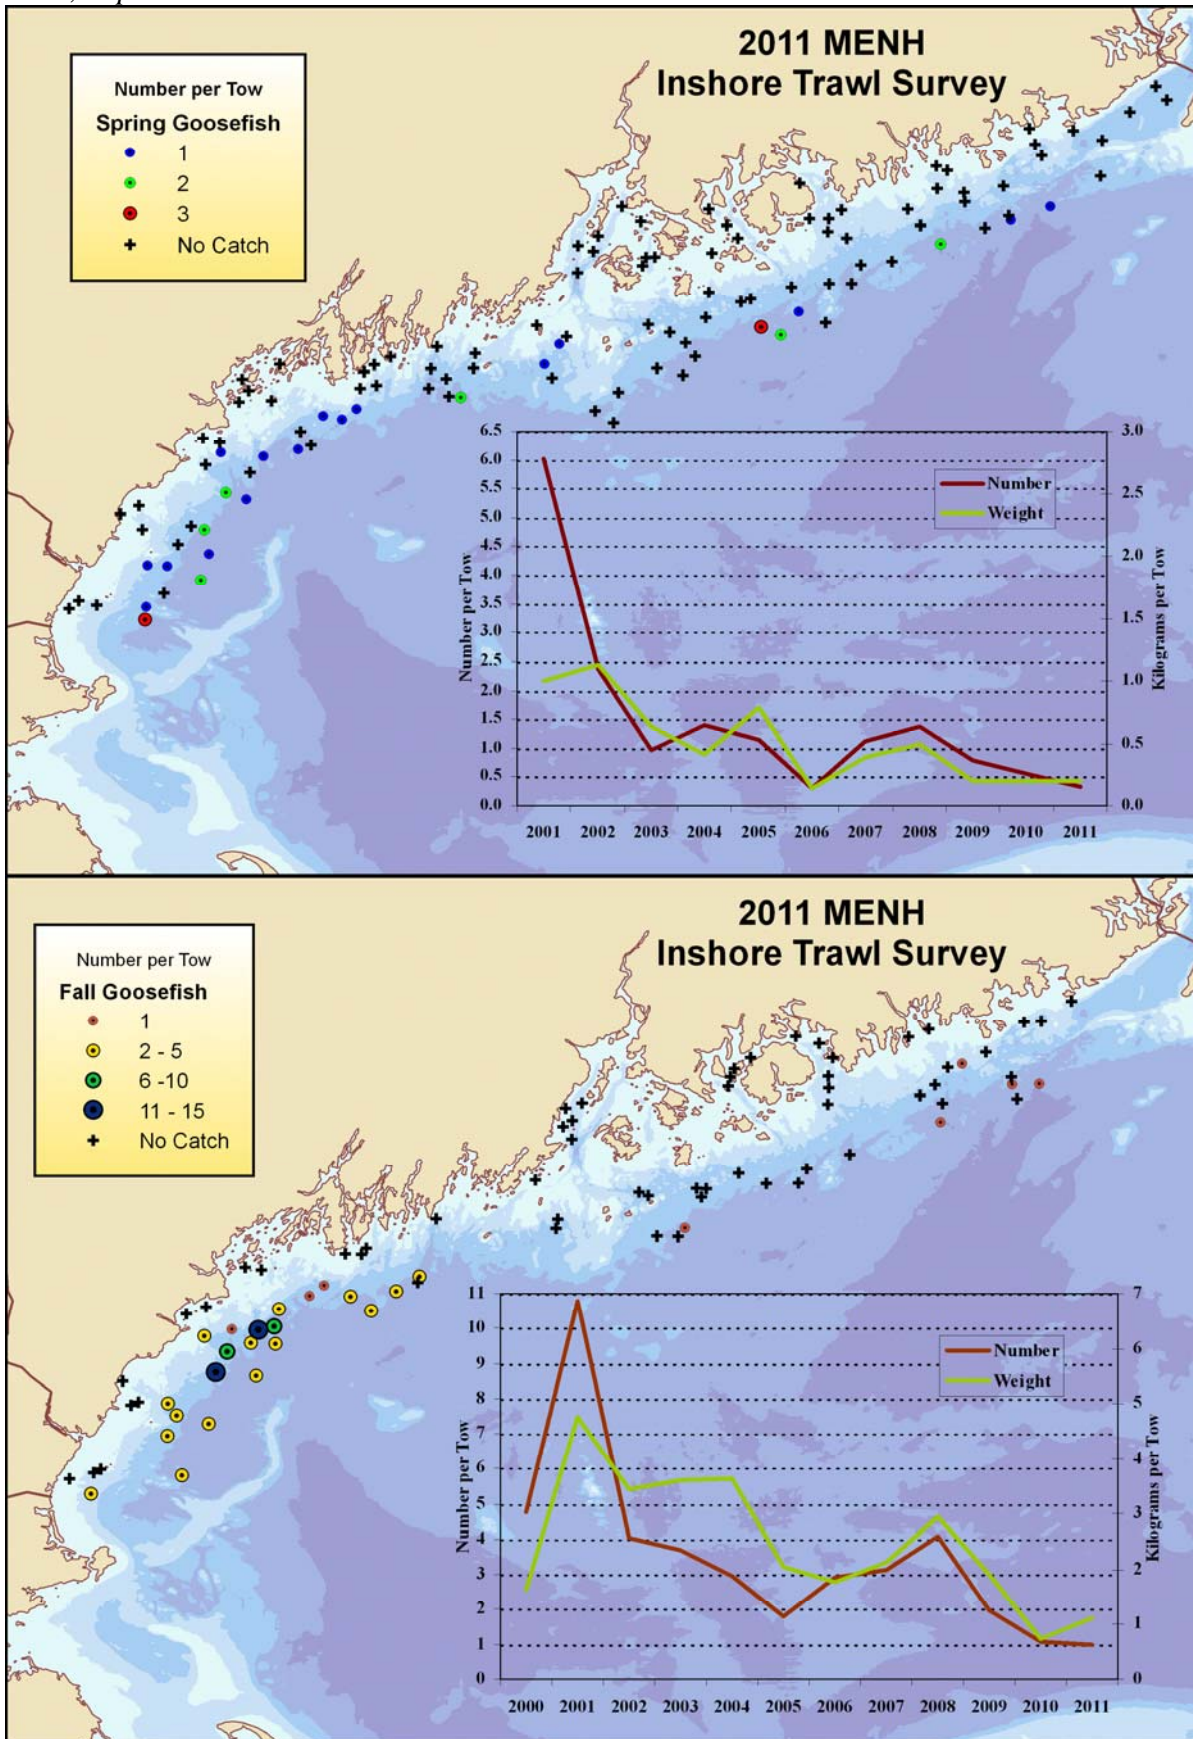 2011 MENH
Inshore Trawl Survey
Number per Tow
Spring Goosefish
1
2
3
No Catch
6.5
6.0
5.5
5.0
4.5
4.0
3.5
3.0
2.5
2.0
1.5
1.0
0.5
0.0
Number per Tow
Number
Weight
3.0
2.5
2.0
1.5
1.0
0.5
0.0
Kilograms per Tow
2001 2002 2003 2004 2005 2006 2007 2008 2009 2010 2011
2011 MENH
Inshore Trawl Survey
Number per Tow
Fall Goosefish
1
2 - 5
6 -10
11 - 15
No Catch
11
10
9
8
7
6
5
4
3
2
1
0
Number per Tow
Number
Weight
7
6
5
4
3
2
1
0
Kilograms per Tow
2000 2001 2002 2003 2004 2005 2006 2007 2008 2009 2010 2011